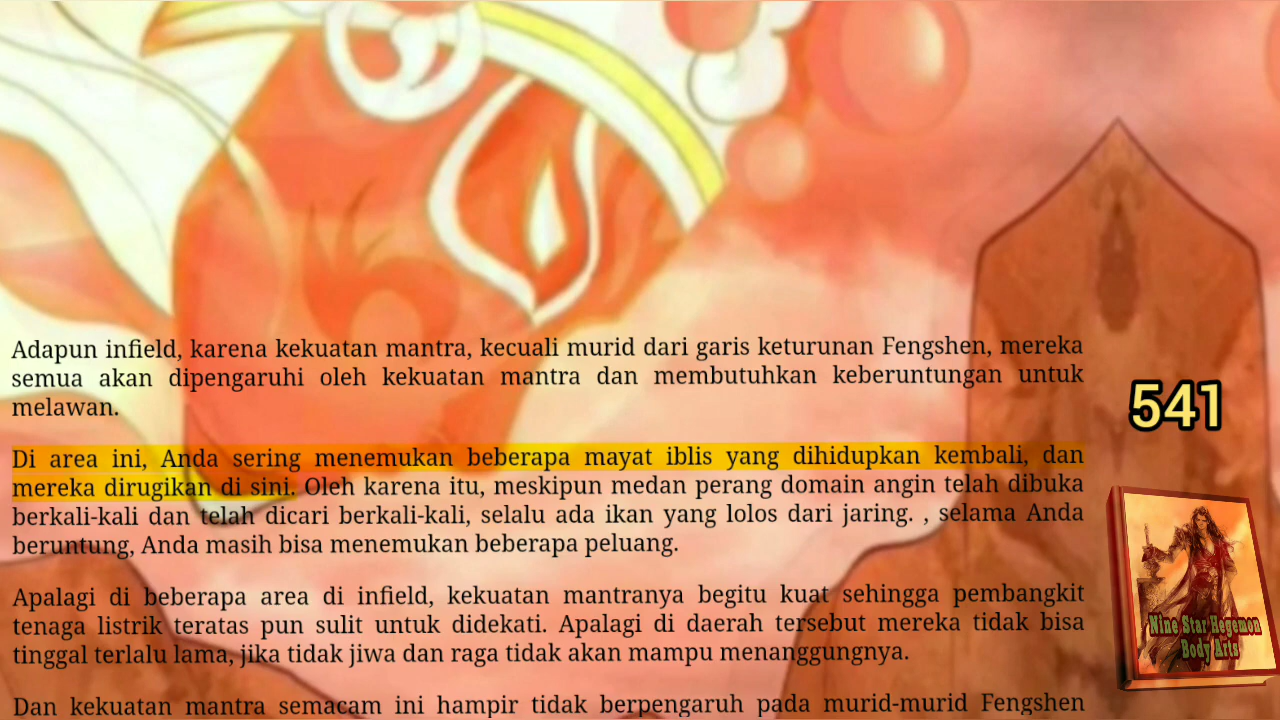 Adapun infield, karena kekuatan mantra, kecuali murid dari garis keturunan Fengshen, mereka
semua akan dipengaruhi oleh kekuatan mantra dan membutuhkan keberuntungan untuk
melawan.
Di area ini, Anda sering menemukan beberapa mayat iblis yang dihidupkan kembali, dan
mereka dirugikan di sini. Oleh karena itu, meskipun medan perang domain angin telah dibuka
berkali-kali dan telah dicari berkali-kali, selalu ada ikan yang lolos dari jaring. , selama Anda
beruntung, Anda masih bisa menemukan beberapa peluang.
Apalagi di beberapa area di infield, kekuatan mantranya begitu kuat sehingga pembangkit
tenaga listrik teratas pun sulit untuk didekati. Apalagi di daerah tersebut mereka tidak bisa
tinggal terlalu lama, jika tidak jiwa dan raga tidak akan mampu menanggungnya.
Dan kekuatan mantra semacam ini hampir tidak berpengaruh pada murid-murid Fengshen
541
Nine Star Hegemon
Body Arts